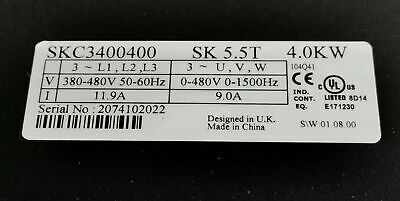 SKC3400400 SK 5.5T 4.0KW
3 ~ L1, L2, L3 3 ~ U, V, W 104Q41
V 380-480V 50-60Hz 0-480V 0-1500Hz
I 11.9A 9.0A
IND. CONT. EQ. C UL US LISTED 8D14 E171230
Serial No : 2074102022
Designed in U.K.
Made in China
S\W 01.08.00